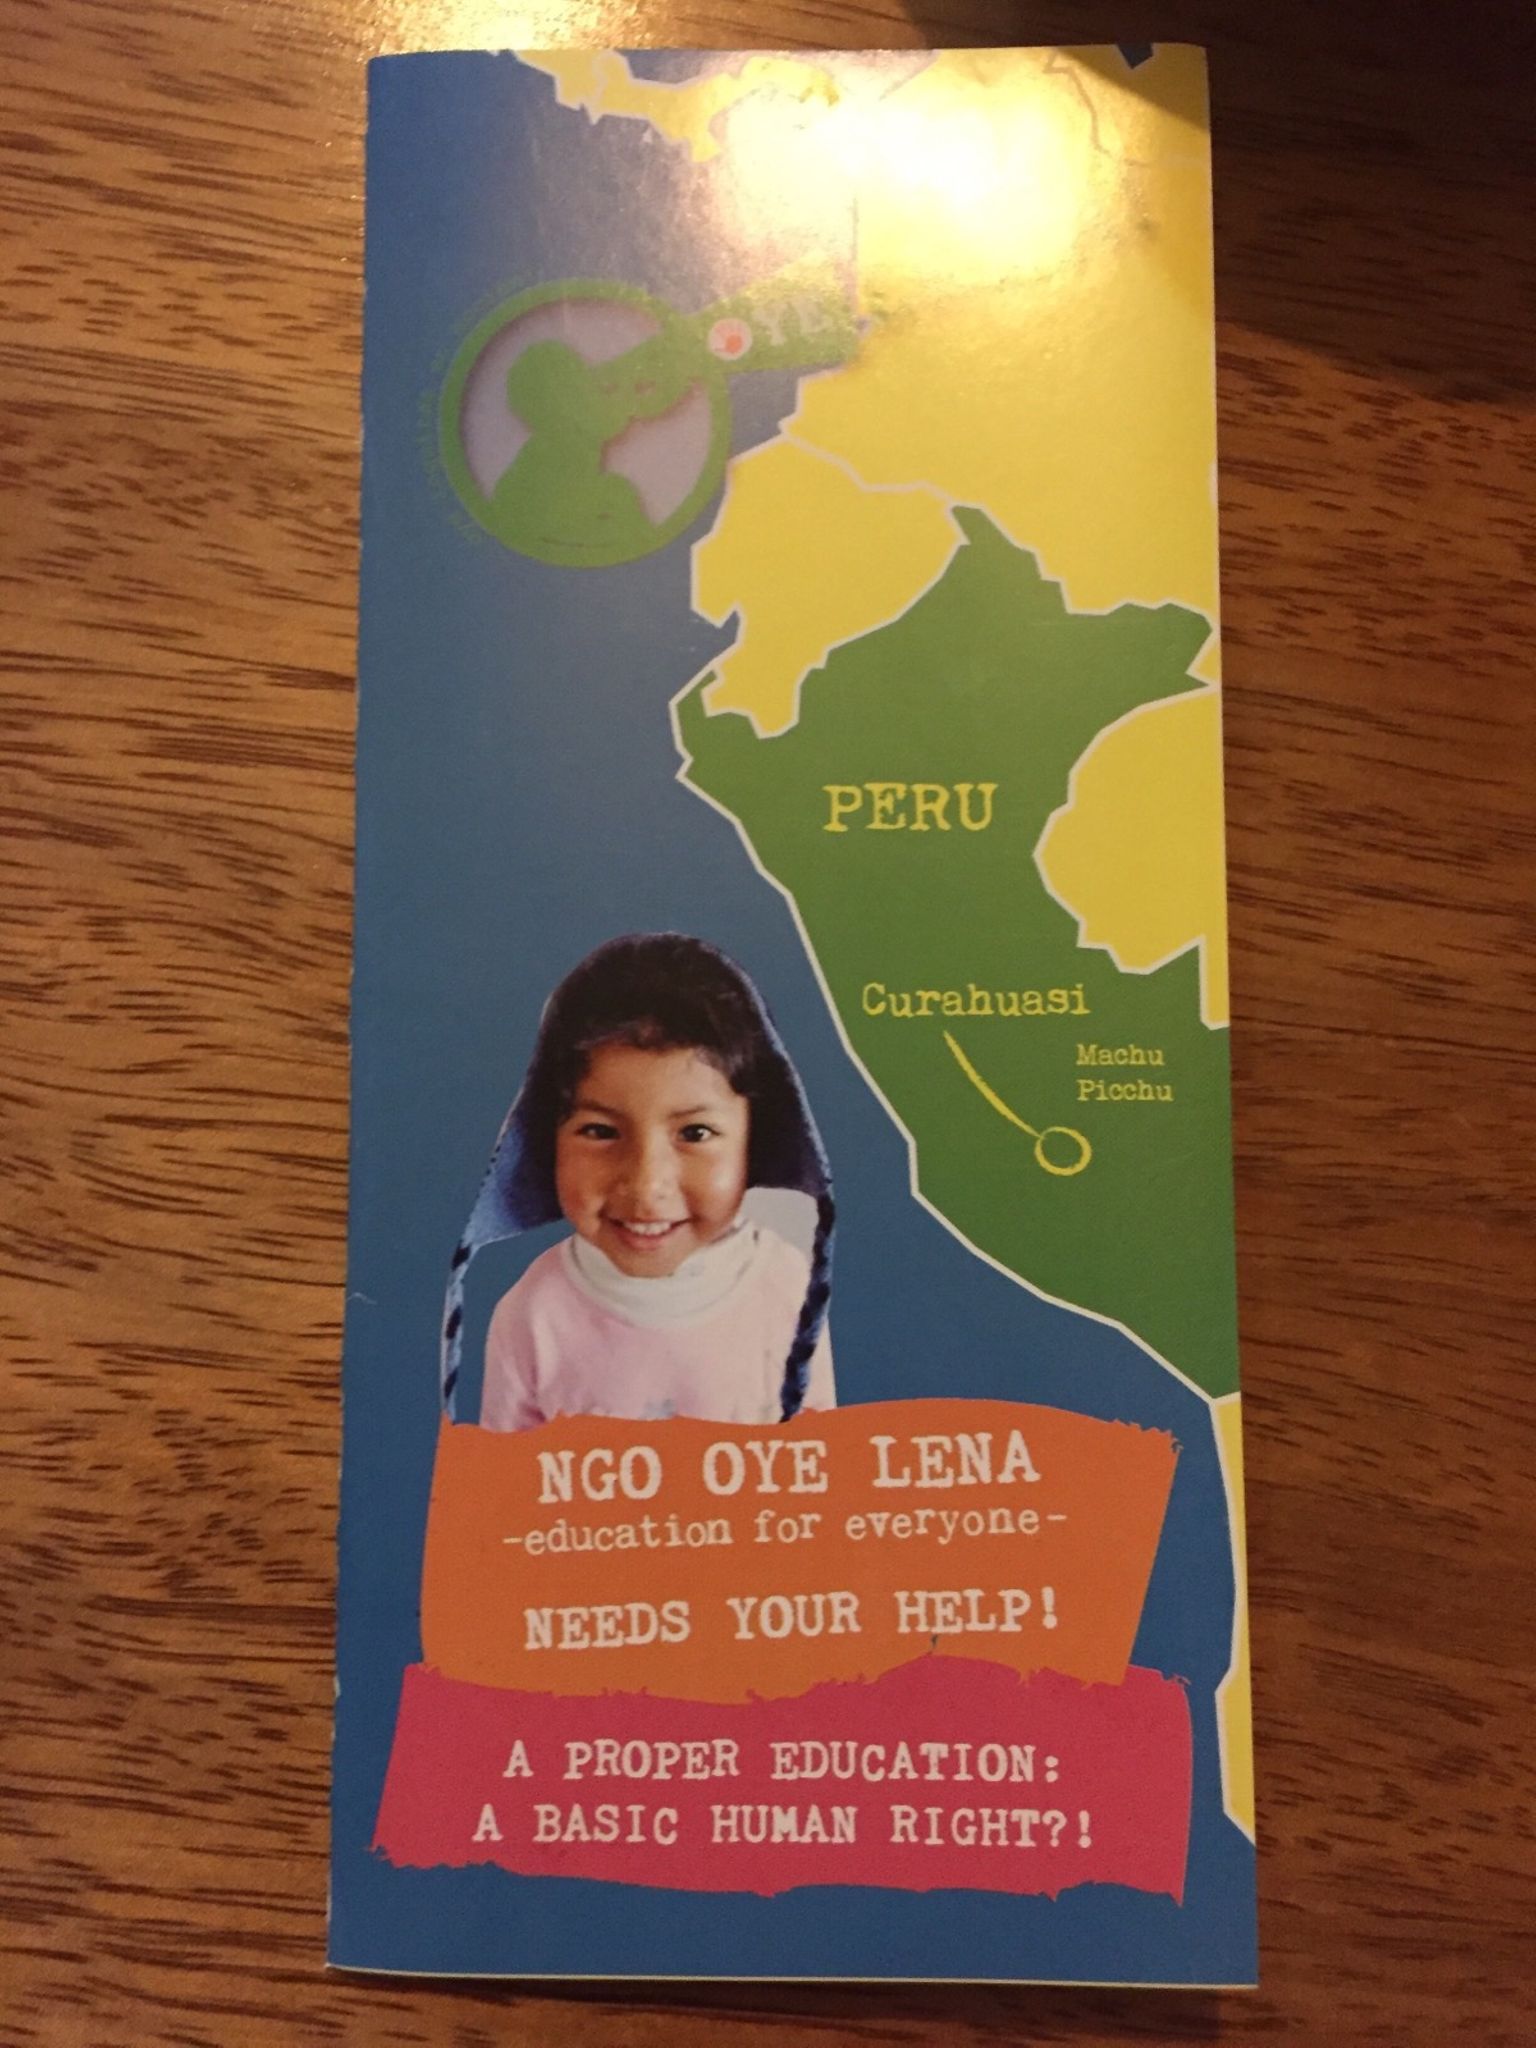 PERU
Curahuasi
Machu
Picchu
NGO OYE LENA
-education for everyone-
NEEDS YOUR HELP!
A PROPER EDUCATION:
A BASIC HUMAN RIGHT?!